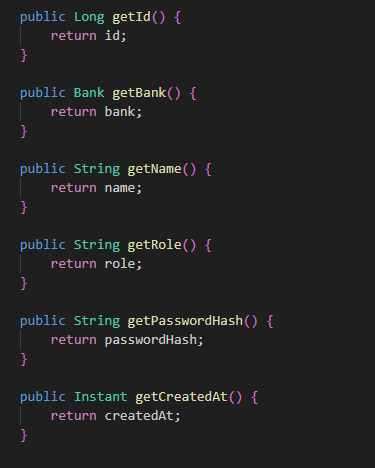 public Long getId() {
    return id;
}

public Bank getBank() {
    return bank;
}

public String getName() {
    return name;
}

public String getRole() {
    return role;
}

public String getPasswordHash() {
    return passwordHash;
}

public Instant getCreatedAt() {
    return createdAt;
}